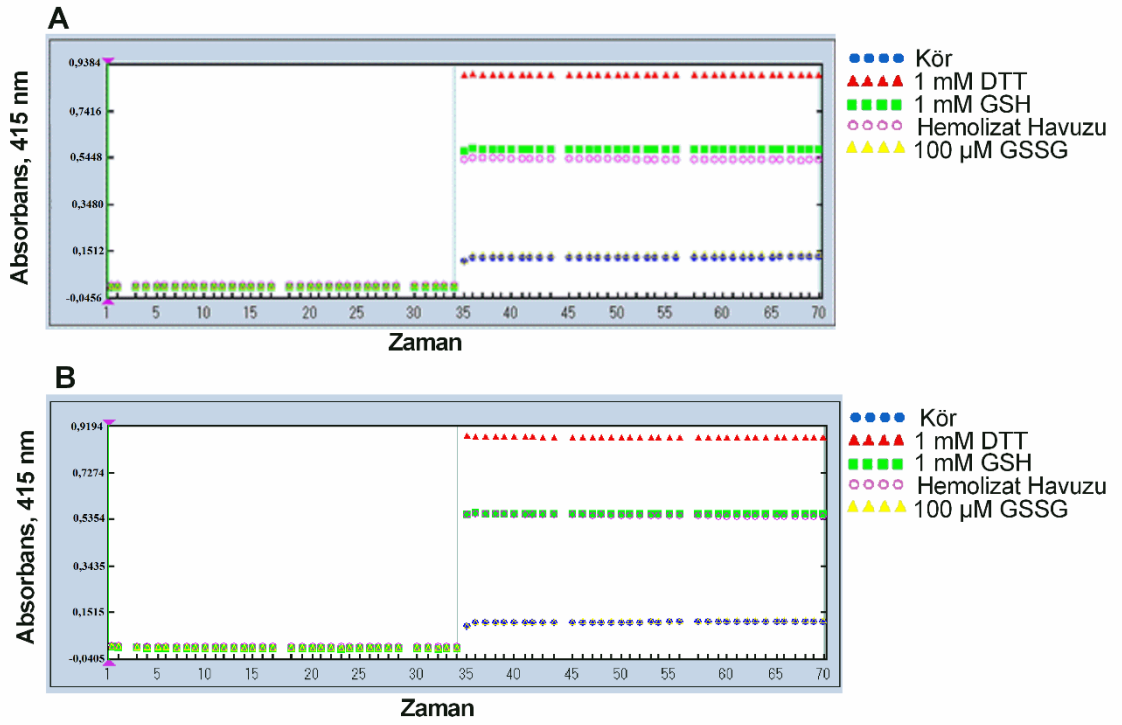 A
Absorbans, 415 nm
0,9384
0,7416
0,5448
0,3480
0,1512
-0,0456
1 5 10 15 20 25 30 35 40 45 50 55 60 65 70
Zaman
Kör
1 mM DTT
1 mM GSH
Hemolizat Havuzu
100 µM GSSG
B
Absorbans, 415 nm
0,9194
0,7274
0,5354
0,3435
0,1515
-0,0405
1 5 10 15 20 25 30 35 40 45 50 55 60 65 70
Zaman
Kör
1 mM DTT
1 mM GSH
Hemolizat Havuzu
100 µM GSSG